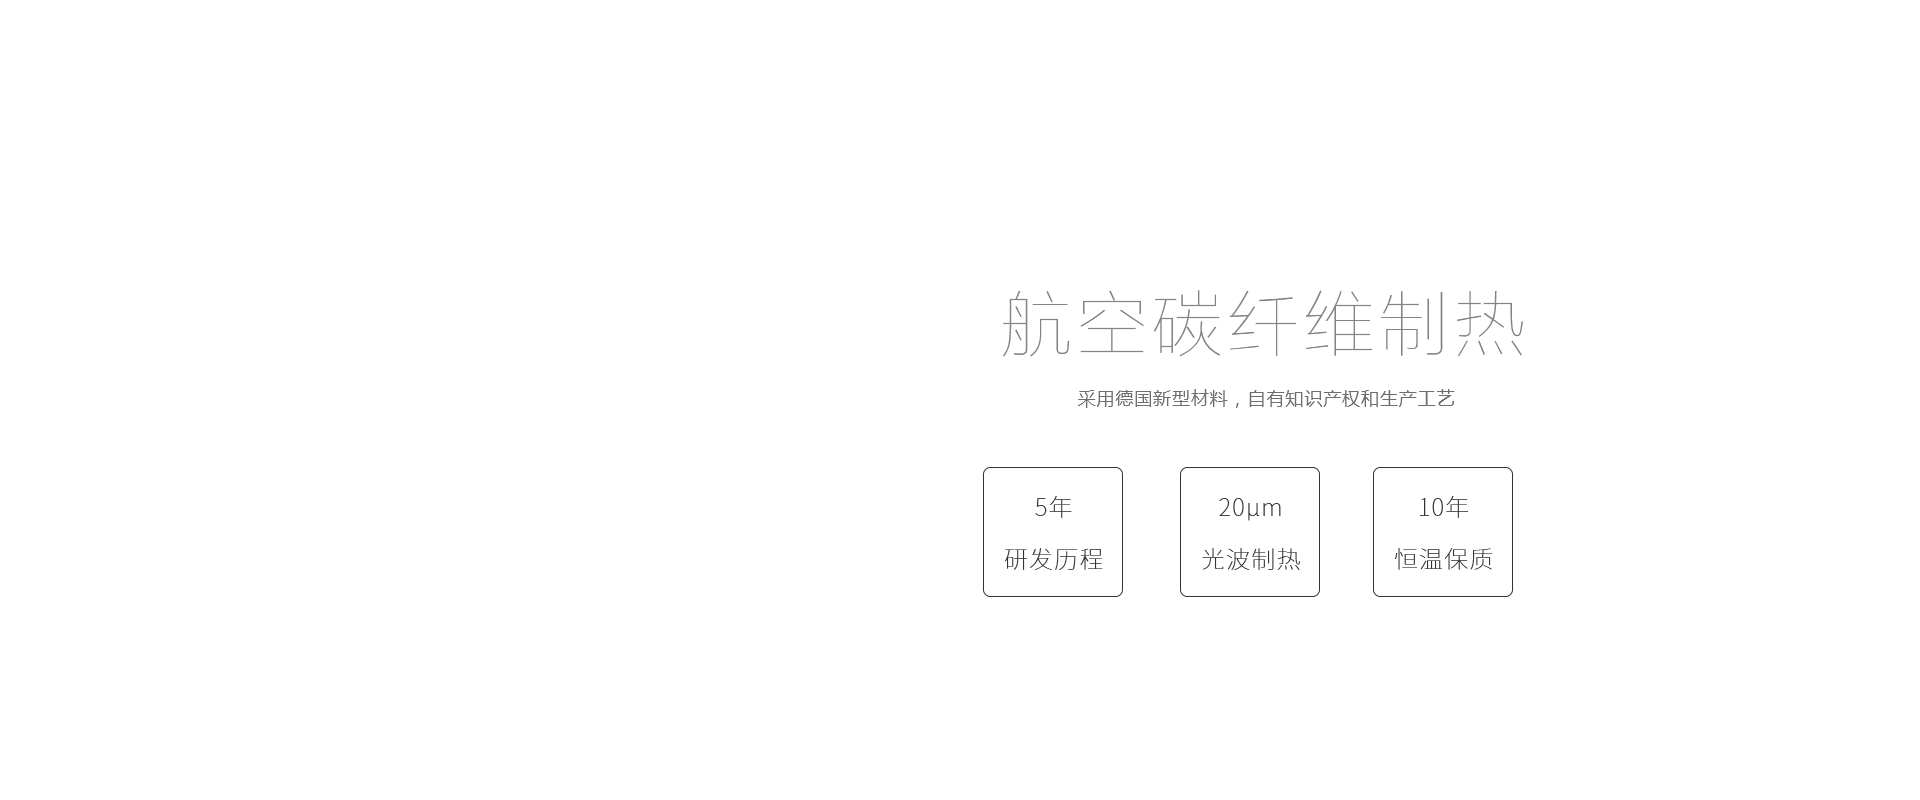 航空碳纤维制热
采用德国新型材料，自有知识产权和生产工艺
5年
研发历程
20μm
光波制热
10年
恒温保质